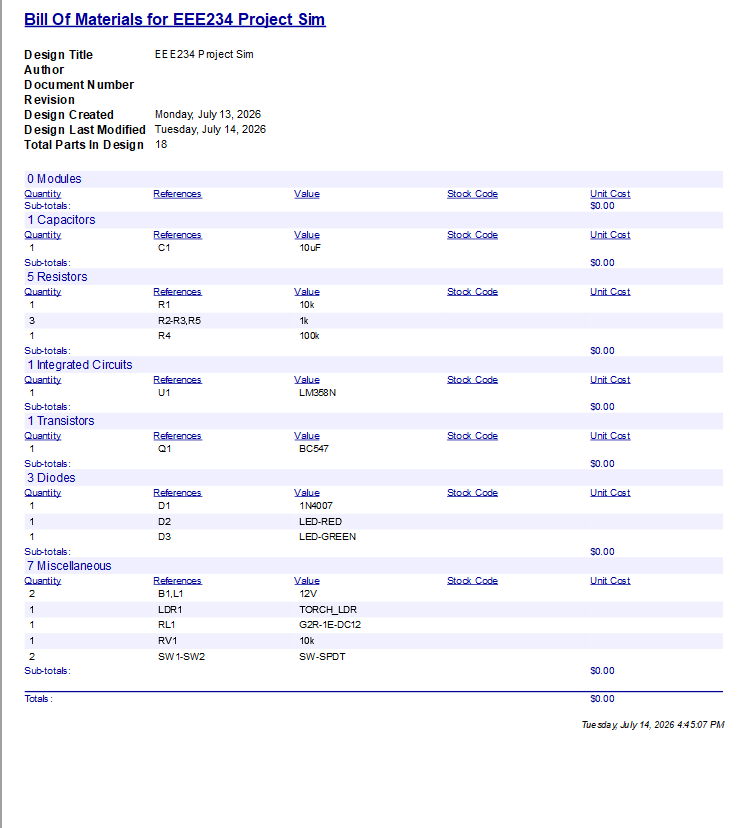 Bill Of Materials for EEE234 Project Sim
Design Title EEE234 Project Sim
Author
Document Number
Revision
Design Created Monday, July 13, 2026
Design Last Modified Tuesday, July 14, 2026
Total Parts In Design 18
0 Modules
Quantity References Value Stock Code Unit Cost
Sub-totals: $0.00
1 Capacitors
Quantity References Value Stock Code Unit Cost
1 C1 10uF
Sub-totals: $0.00
5 Resistors
Quantity References Value Stock Code Unit Cost
1 R1 10k
3 R2-R3,R5 1k
1 R4 100k
Sub-totals: $0.00
1 Integrated Circuits
Quantity References Value Stock Code Unit Cost
1 U1 LM358N
Sub-totals: $0.00
1 Transistors
Quantity References Value Stock Code Unit Cost
1 Q1 BC547
Sub-totals: $0.00
3 Diodes
Quantity References Value Stock Code Unit Cost
1 D1 1N4007
1 D2 LED-RED
1 D3 LED-GREEN
Sub-totals: $0.00
7 Miscellaneous
Quantity References Value Stock Code Unit Cost
2 B1,L1 12V
1 LDR1 TORCH_LDR
1 RL1 G2R-1E-DC12
1 RV1 10k
2 SW1-SW2 SW-SPDT
Sub-totals: $0.00
Totals: $0.00
Tuesday, July 14, 2026 4:45:07 PM